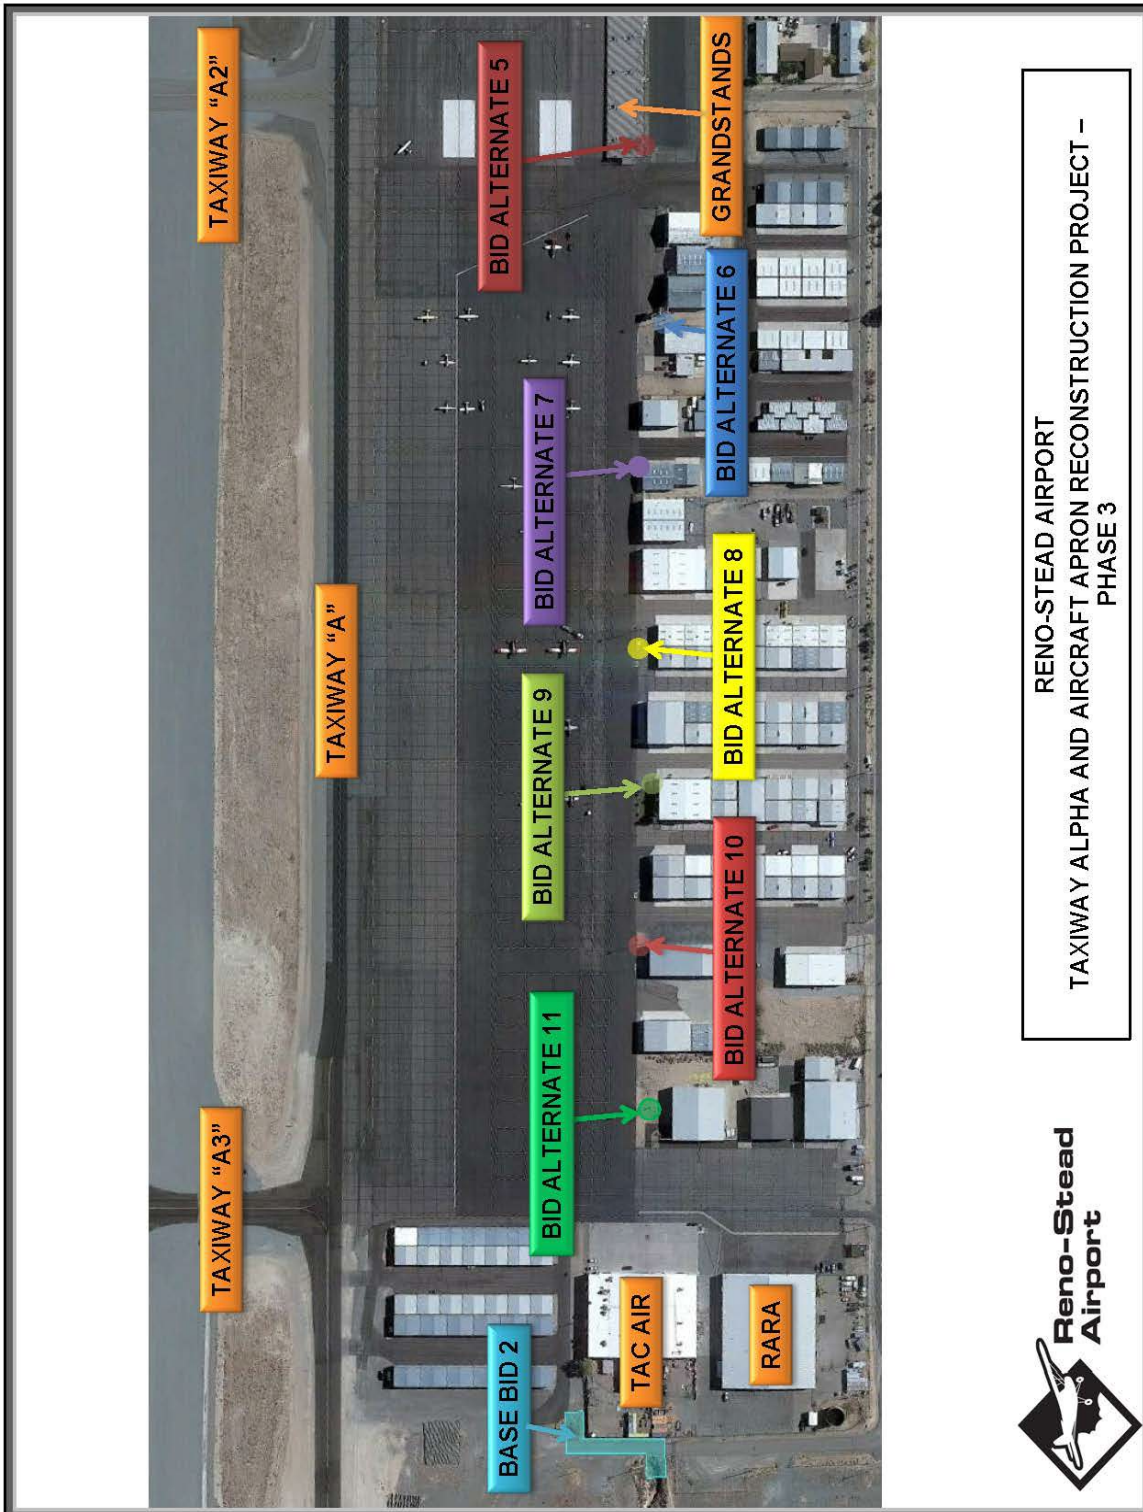 TAXIWAY “A3”
TAXIWAY “A”
TAXIWAY “A2”
BASE BID 2
BID ALTERNATE 11
BID ALTERNATE 9
BID ALTERNATE 7
BID ALTERNATE 5
TAC AIR
RARA
BID ALTERNATE 10
BID ALTERNATE 8
BID ALTERNATE 6
GRANDSTANDS
Reno-Stead
Airport
RENO-STEAD AIRPORT
TAXIWAY ALPHA AND AIRCRAFT APRON RECONSTRUCTION PROJECT –
PHASE 3